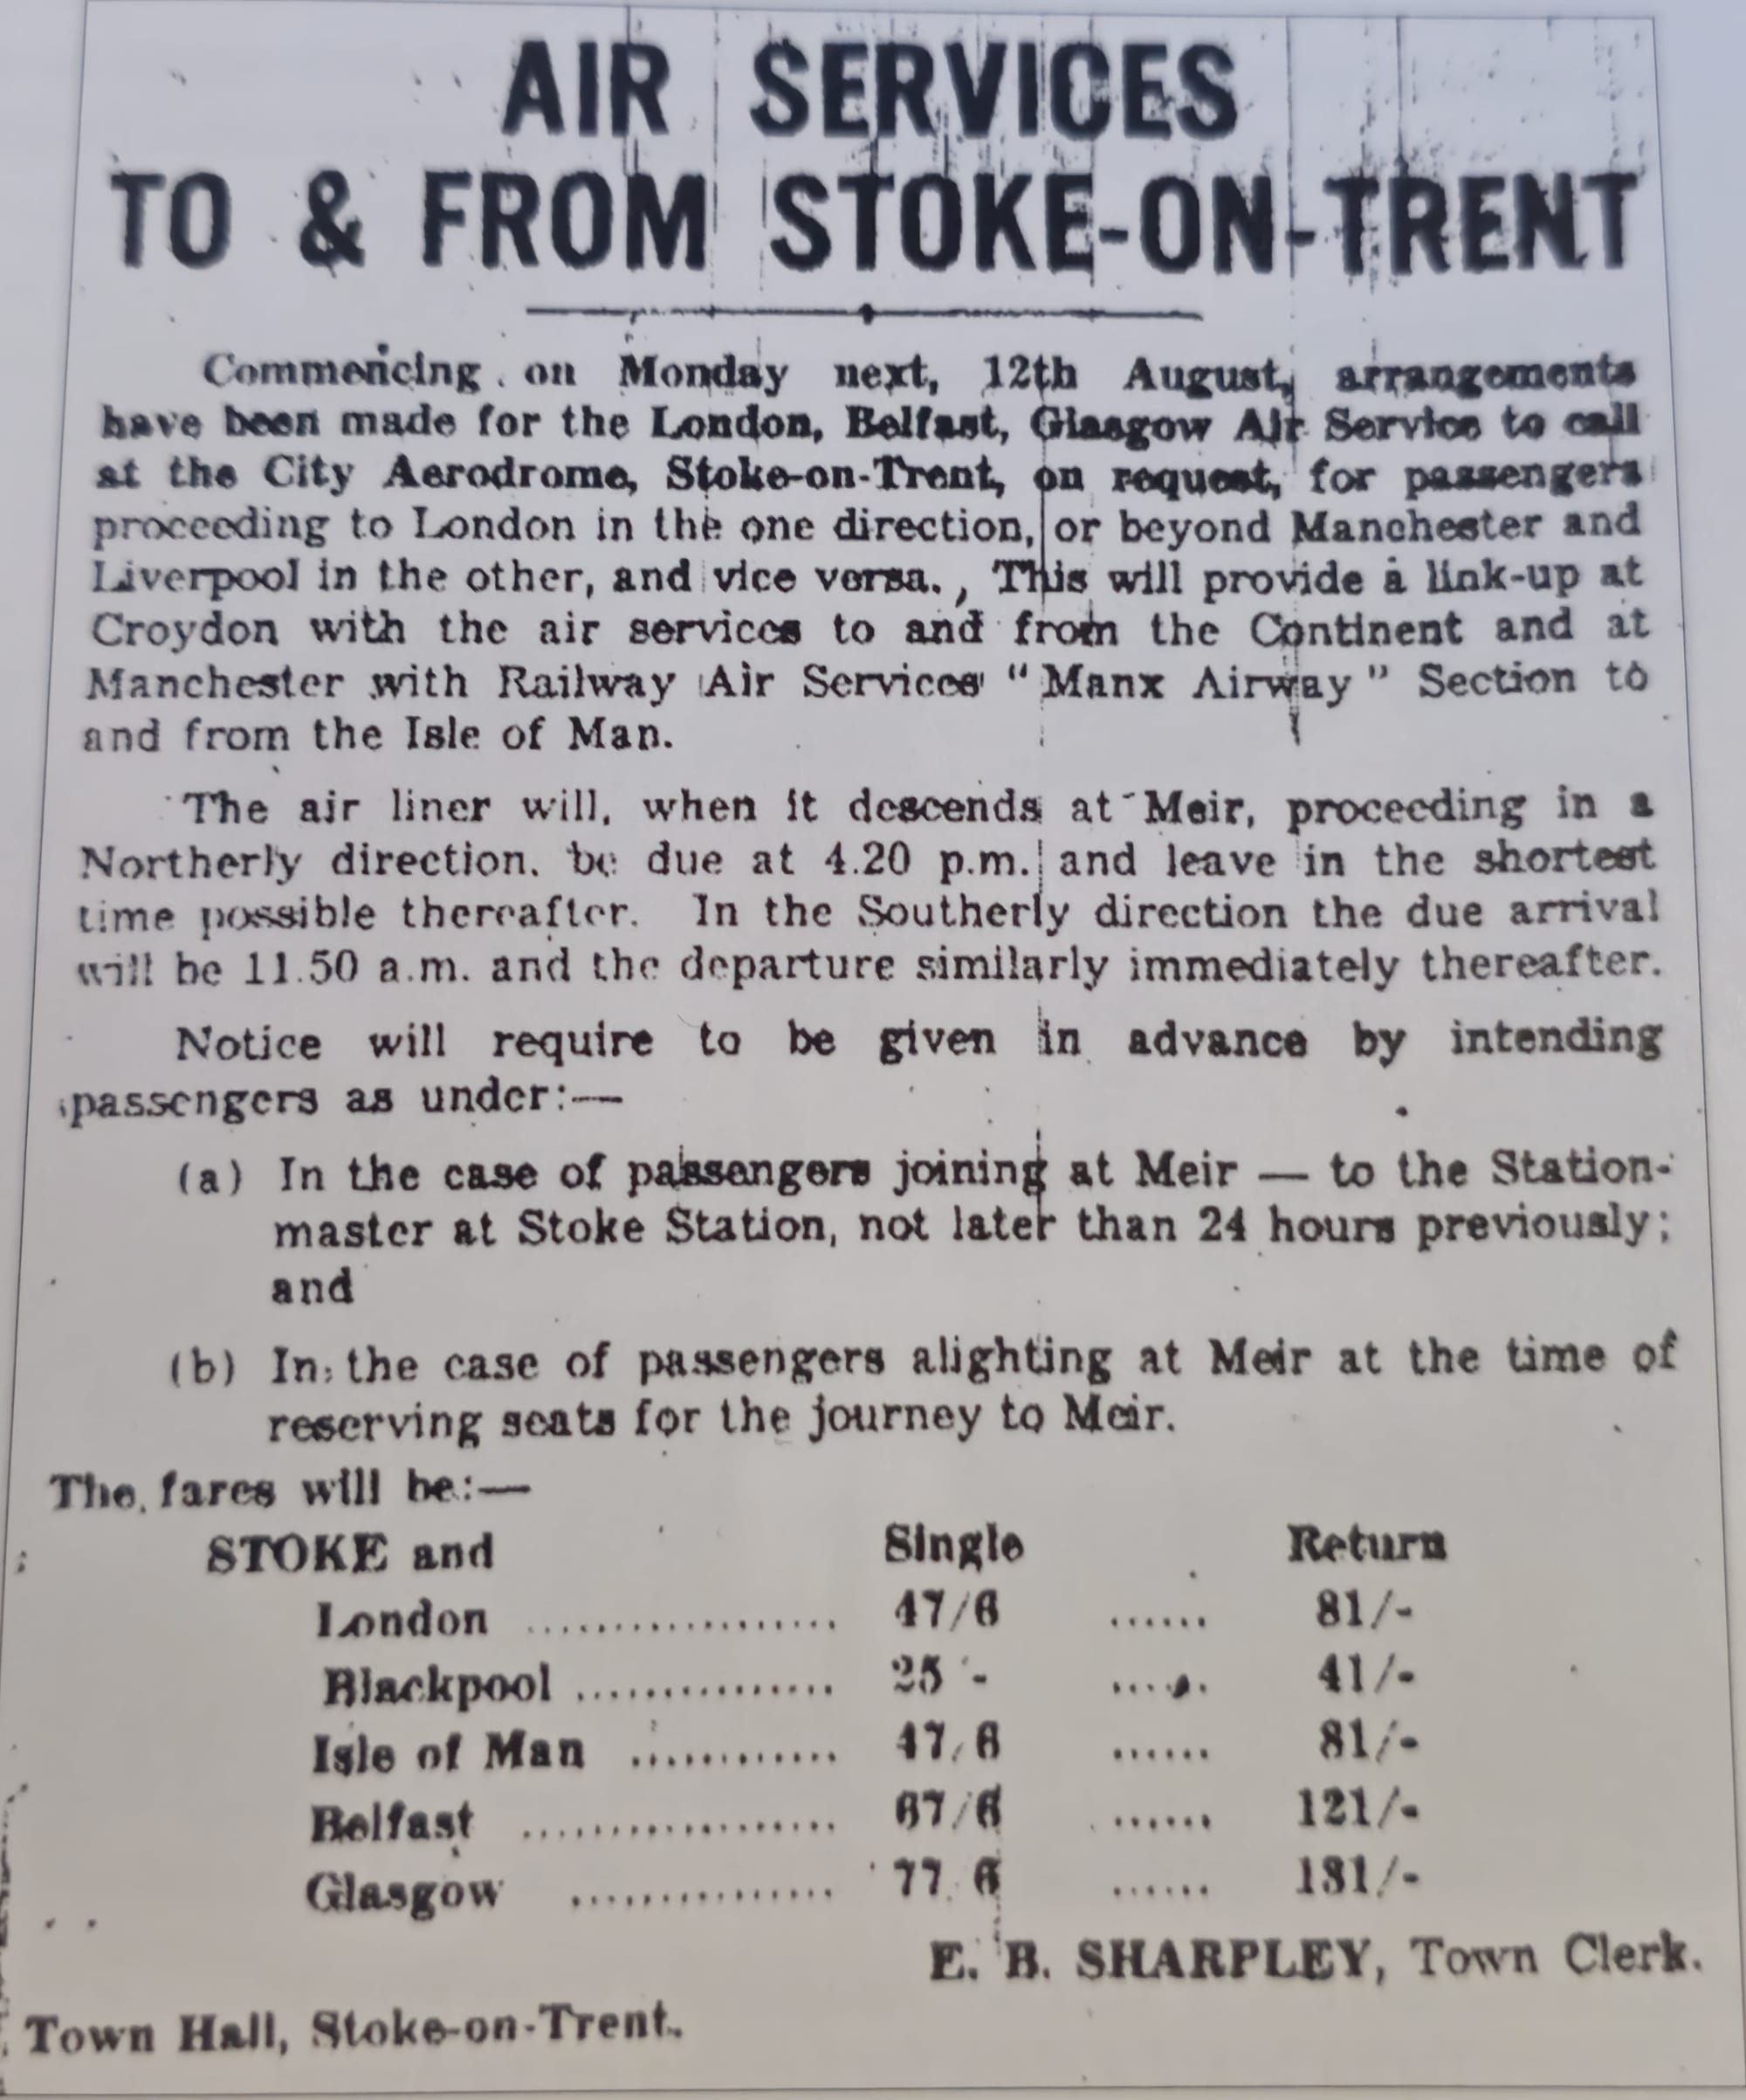 AIR SERVICES
TO & FROM STOKE-ON-TRENT
Commencing on Monday next, 12th August, arrangements
have been made for the London, Belfast, Glasgow Air Service to call
at the City Aerodrome, Stoke-on-Trent, on request, for passengers
proceeding to London in the one direction, or beyond Manchester and
Liverpool in the other, and vice versa. This will provide a link-up at
Croydon with the air services to and from the Continent and at
Manchester with Railway Air Services' "Manx Airway" Section to
and from the Isle of Man.
The air liner will, when it descends at Meir, proceeding in a
Northerly direction, be due at 4.20 p.m. and leave in the shortest
time possible thereafter. In the Southerly direction the due arrival
will be 11.50 a.m. and the departure similarly immediately thereafter.
Notice will require to be given in advance by intending
passengers as under:—
(a) In the case of passengers joining at Meir — to the Station-
master at Stoke Station, not later than 24 hours previously;
and
(b) In the case of passengers alighting at Meir at the time of
reserving seats for the journey to Meir.
The fares will be:—
STOKE and Single Return
London .................. 47/6 ...... 81/-
Blackpool ............... 25/- ...... 41/-
Isle of Man ............ 47/6 ...... 81/-
Belfast .................. 67/6 ...... 121/-
Glasgow ............... 77/6 ...... 131/-
E. B. SHARPLEY, Town Clerk.
Town Hall, Stoke-on-Trent.